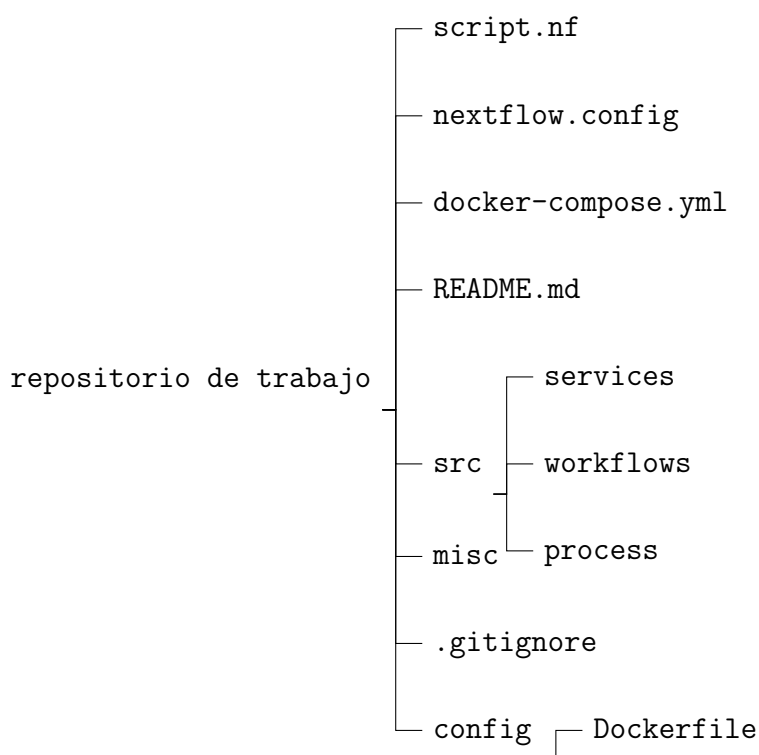 script.nf
nextflow.config
docker-compose.yml
README.md
repositorio de trabajo
services
src
workflows
misc
process
.gitignore
config
Dockerfile